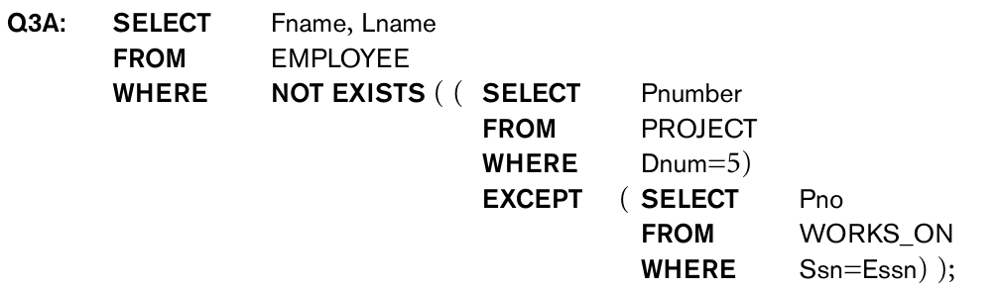 Q3A: SELECT Fname, Lname
FROM EMPLOYEE
WHERE NOT EXISTS ( ( SELECT Pnumber
FROM PROJECT
WHERE Dnum=5)
EXCEPT ( SELECT Pno
FROM WORKS_ON
WHERE Ssn=Essn) );